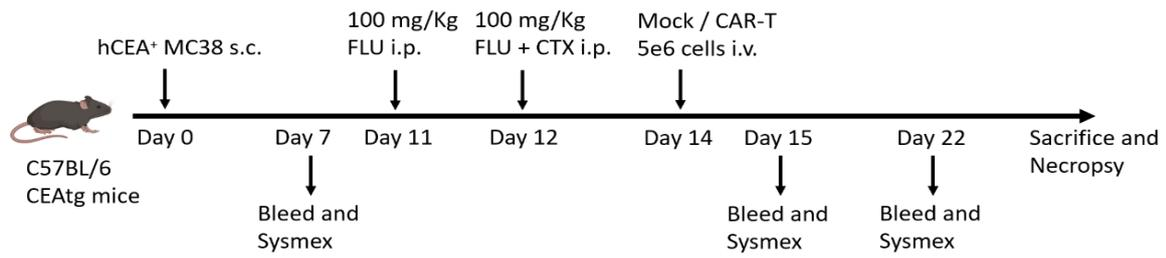 100 mg/Kg
FLU i.p.
100 mg/Kg
FLU + CTX i.p.
Mock / CAR-T
5e6 cells i.v.
hCEA⁺ MC38 s.c.
Day 0
Day 7
Day 11
Day 12
Day 14
Day 15
Day 22
Sacrifice and
Necropsy
C57BL/6
CEAtg mice
Bleed and
Sysmex
Bleed and
Sysmex
Bleed and
Sysmex